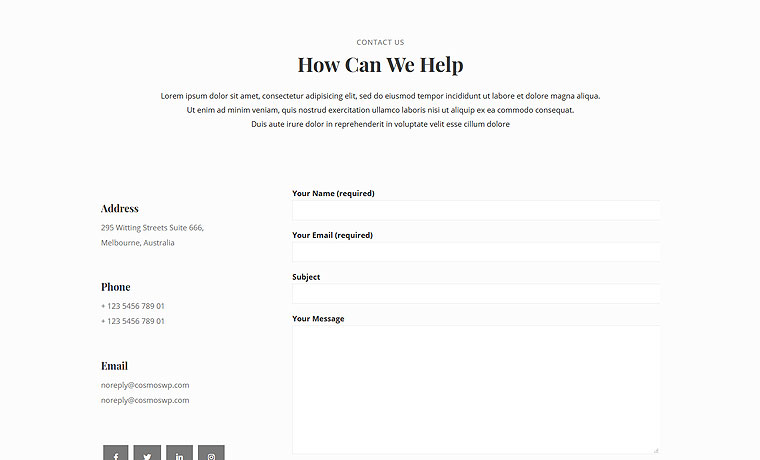 CONTACT US
How Can We Help
Lorem ipsum dolor sit amet, consectetur adipisicing elit, sed do eiusmod tempor incididunt ut labore et dolore magna aliqua.
Ut enim ad minim veniam, quis nostrud exercitation ullamco laboris nisi ut aliquip ex ea commodo consequat.
Duis aute irure dolor in reprehenderit in voluptate velit esse cillum dolore
Address
295 Witting Streets Suite 666,
Melbourne, Australia
Phone
+ 123 5456 789 01
+ 123 5456 789 01
Email
noreply@cosmoswp.com
noreply@cosmoswp.com
Your Name (required)
Your Email (required)
Subject
Your Message